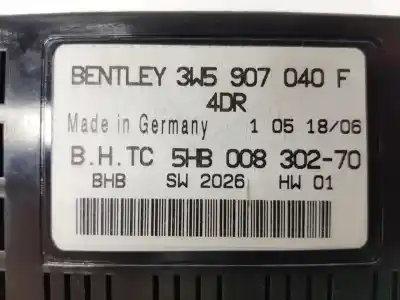 BENTLEY 3W5 907 040 F
4DR
Made in Germany 1 05 18/06
B.H.TC 5HB 008 302-70
BHB SW 2026 HW 01